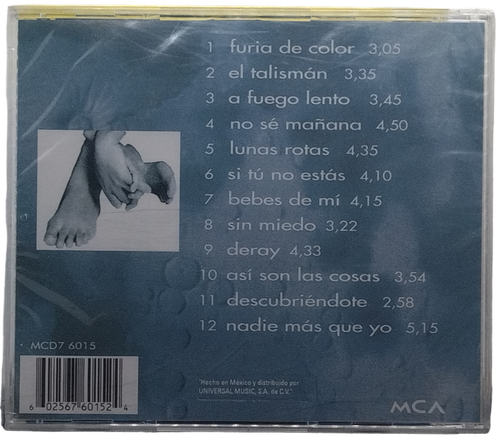 1 furia de color 3,05
2 el talismán 3,35
3 a fuego lento 3,45
4 no sé mañana 4,50
5 lunas rotas 4,35
6 si tú no estás 4,10
7 bebes de mí 4,15
8 sin miedo 3,22
9 deray 4,33
10 así son las cosas 3,54
11 descubriéndote 2,58
12 nadie más que yo 5,15
MCD7 6015
6 02567 60152 4
"Hecho en México y distribuido por
UNIVERSAL MUSIC, S.A. de C.V."
MCA